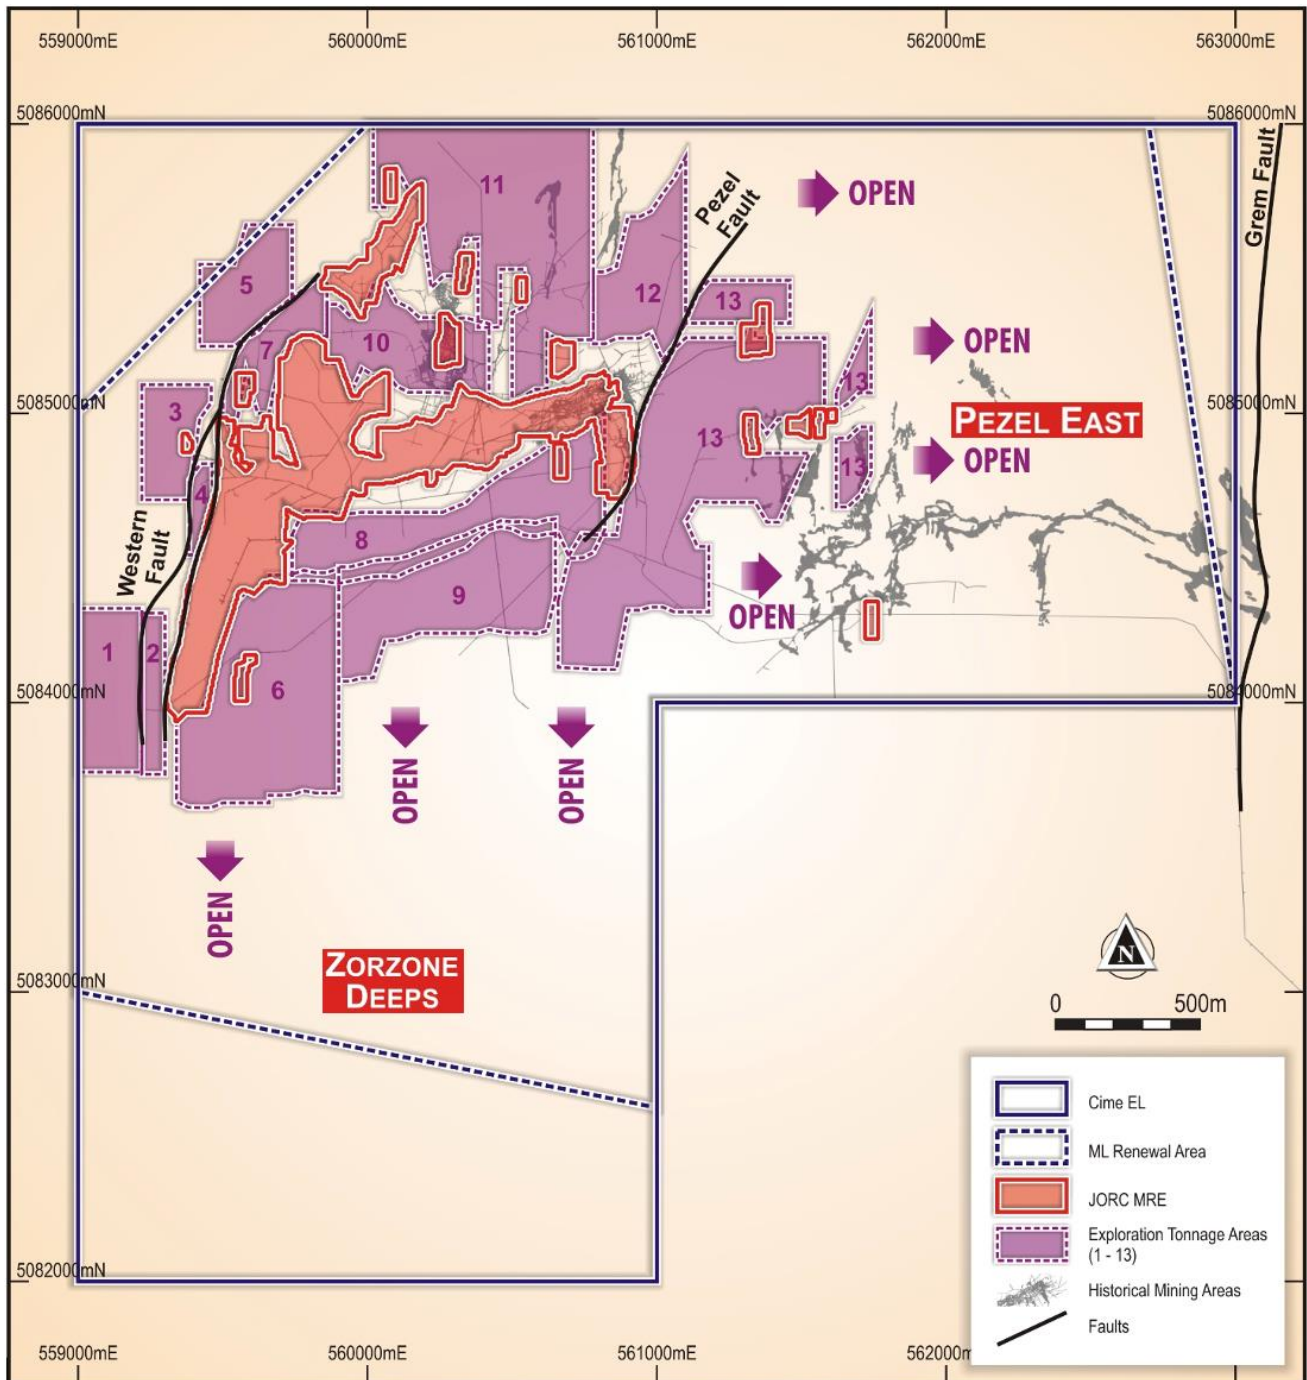 559000mE
560000mE
561000mE
562000mE
563000mE
5086000mN
5086000mN
Grem Fault
Pezel
Fault
11
OPEN
5
12
13
7
10
OPEN
13
3
5085000mN
5085000mN
PEZEL EAST
13
OPEN
13
4
Western
Fault
8
9
OPEN
1
2
6
5084000mN
5084000mN
OPEN
OPEN
OPEN
ZORZONE
DEEPS
5083000mN
N
0 500m
Cime EL
ML Renewal Area
JORC MRE
Exploration Tonnage Areas
(1 - 13)
Historical Mining Areas
Faults
5082000mN
559000mE
560000mE
561000mE
562000m